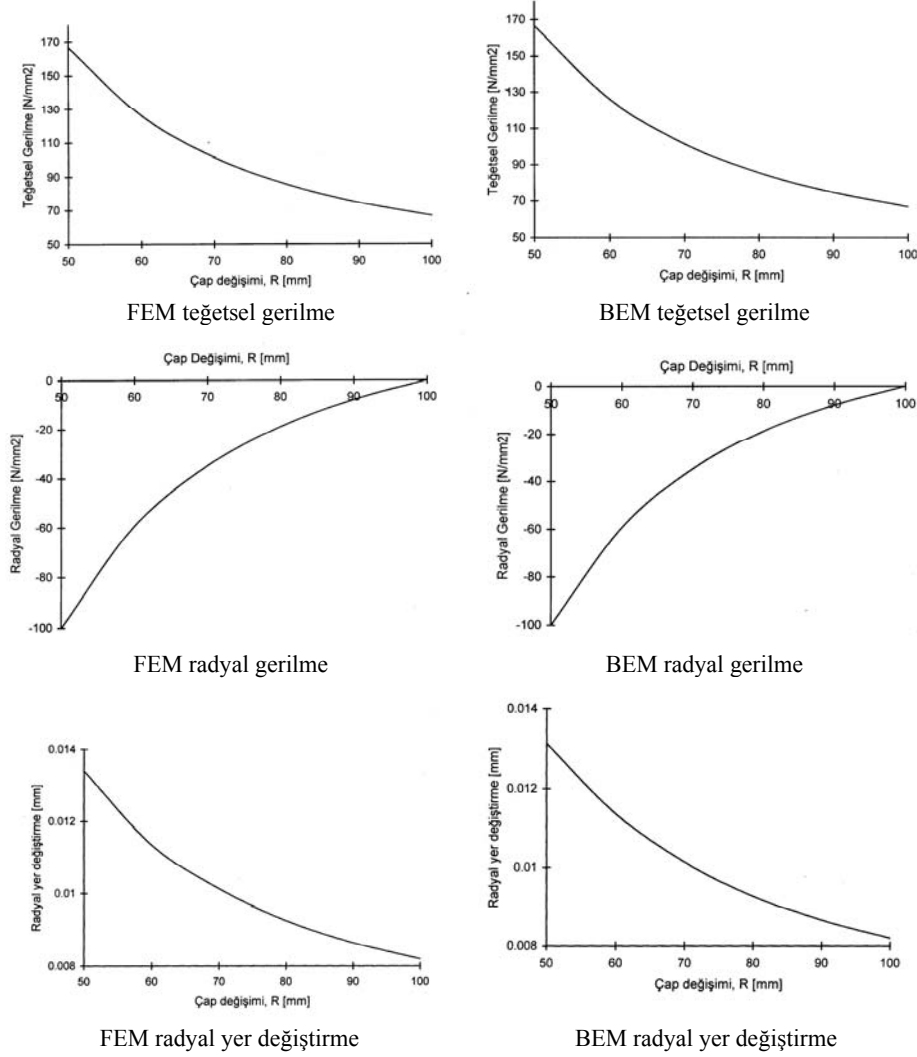 170
150
130
110
90
70
50
Teğetsel Gerilme [N/mm2]
50 60 70 80 90 100
Çap değişimi, R [mm]
FEM teğetsel gerilme
170
150
130
110
90
70
50
Teğetsel Gerilme [N/mm2]
50 60 70 80 90 100
Çap değişimi, R [mm]
BEM teğetsel gerilme
Çap Değişimi, R [mm]
0
50 60 70 80 90 100
-20
-40
-60
-80
-100
Radyal Gerilme [N/mm2]
FEM radyal gerilme
Çap Değişimi, R [mm]
0
50 60 70 80 90 100
-20
-40
-60
-80
-100
Radyal Gerilme [N/mm2]
BEM radyal gerilme
0.014
0.012
0.01
0.008
Radyal yer değiştirme [mm]
50 60 70 80 90 100
Çap değişimi, R [mm]
FEM radyal yer değiştirme
0.014
0.012
0.01
0.008
Radyal yer değiştirme [mm]
50 60 70 80 90 100
Çap değişimi, R [mm]
BEM radyal yer değiştirme